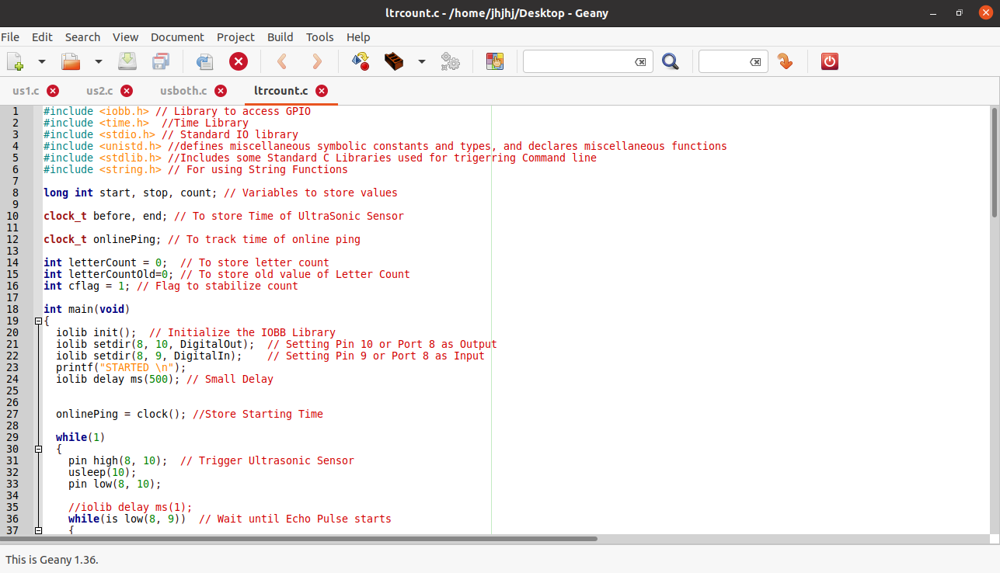 ltrcount.c - /home/jhjhj/Desktop - Geany
File Edit Search View Document Project Build Tools Help
us1.c us2.c usboth.c ltrcount.c
1 #include <iobb.h> // Library to access GPIO
2 #include <time.h>  //Time Library
3 #include <stdio.h> // Standard IO library
4 #include <unistd.h> //defines miscellaneous symbolic constants and types, and declares miscellaneous functions
5 #include <stdlib.h> //Includes some Standard C Libraries used for trigerring Command line
6 #include <string.h> // For using String Functions
7
8 long int start, stop, count; // Variables to store values
9
10 clock_t before, end; // To store Time of UltraSonic Sensor
11
12 clock_t onlinePing; // To track time of online ping
13
14 int letterCount = 0;  // To store letter count
15 int letterCountOld=0; // To store old value of Letter Count
16 int cflag = 1; // Flag to stabilize count
17
18 int main(void)
19 {
20   iolib init();  // Initialize the IOBB Library
21   iolib setdir(8, 10, DigitalOut);  // Setting Pin 10 or Port 8 as Output
22   iolib setdir(8, 9, DigitalIn);    // Setting Pin 9 or Port 8 as Input
23   printf("STARTED \n");
24   iolib delay ms(500); // Small Delay
25
26
27   onlinePing = clock(); //Store Starting Time
28
29   while(1)
30   {
31     pin high(8, 10);  // Trigger Ultrasonic Sensor
32     usleep(10);
33     pin low(8, 10);
34
35     //iolib delay ms(1);
36     while(is low(8, 9))  // Wait until Echo Pulse starts
37     {
This is Geany 1.36.